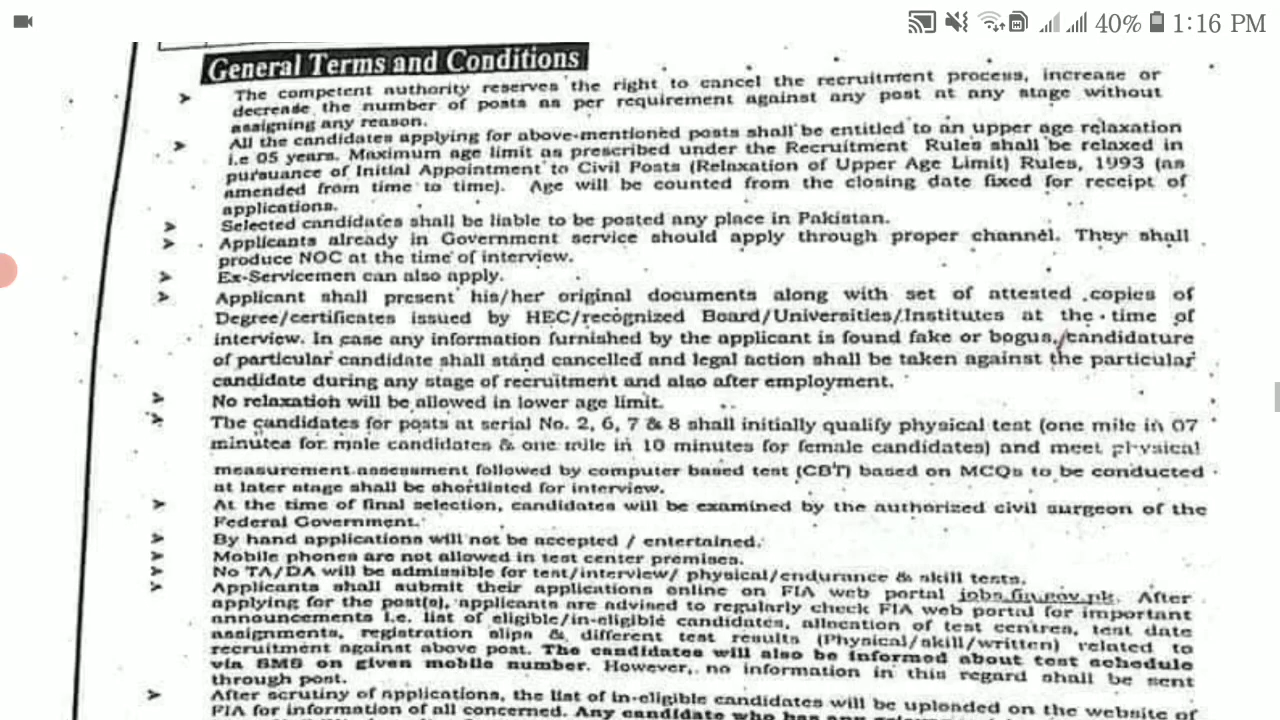 40% 1:16 PM
General Terms and Conditions
➤ The competent authority reserves the right to cancel the recruitment process, increase or
decrease the number of posts as per requirement against any post at any stage without
assigning any reason.
➤ All the candidates applying for above-mentioned posts shall be entitled to an upper age relaxation
i.e 05 years. Maximum age limit as prescribed under the Recruitment Rules shall be relaxed in
pursuance of Initial Appointment to Civil Posts (Relaxation of Upper Age Limit) Rules, 1993 (as
amended from time to time). Age will be counted from the closing date fixed for receipt of
applications.
➤ Selected candidates shall be liable to be posted any place in Pakistan.
➤ Applicants already in Government service should apply through proper channel. They shall
produce NOC at the time of interview.
➤ Ex-Servicemen can also apply.
➤ Applicant shall present his/her original documents along with set of attested copies of
Degree/certificates issued by HEC/recognized Board/Universities/Institutes at the time of
interview. In case any information furnished by the applicant is found fake or bogus, candidature
of particular candidate shall stand cancelled and legal action shall be taken against the particular
candidate during any stage of recruitment and also after employment.
➤ No relaxation will be allowed in lower age limit.
➤ The candidates for posts at serial No. 2, 6, 7 & 8 shall initially qualify physical test (one mile in 07
minutes for male candidates & one mile in 10 minutes for female candidates) and meet physical
measurement assessment followed by computer based test (CBT) based on MCQs to be conducted
at later stage shall be shortlisted for interview.
➤ At the time of final selection, candidates will be examined by the authorized civil surgeon of the
Federal Government.
➤ By hand applications will not be accepted / entertained.
➤ Mobile phones are not allowed in test center premises.
➤ No TA/DA will be admissible for test/interview/ physical/endurance & skill tests.
➤ Applicants shall submit their applications online on FIA web portal jobs.fia.gov.pk. After
applying for the post(s), applicants are advised to regularly check FIA web portal for important
announcements i.e. list of eligible/in-eligible candidates, allocation of test centres, test date
assignments, registration slips & different test results (Physical/skill/written) related to
recruitment against above post. The candidates will also be informed about test schedule
via SMS on given mobile number. However, no information in this regard shall be sent
through post.
➤ After scrutiny of applications, the list of in-eligible candidates will be uploaded on the website of
FIA for information of all concerned. Any candidate who has any